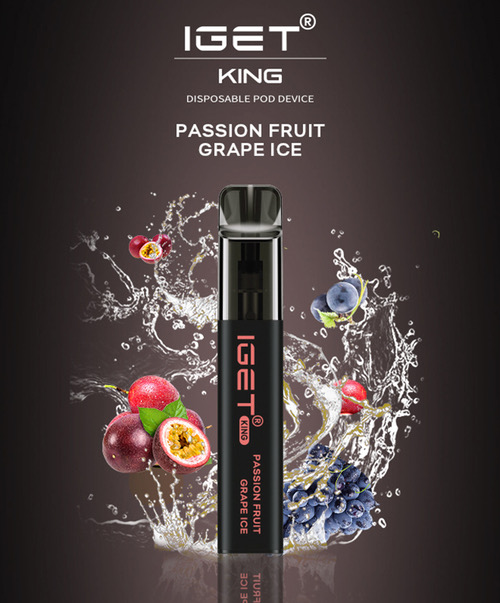 IGET®
KING
DISPOSABLE POD DEVICE
PASSION FRUIT
GRAPE ICE
IGET®
KING
PASSION FRUIT
GRAPE ICE